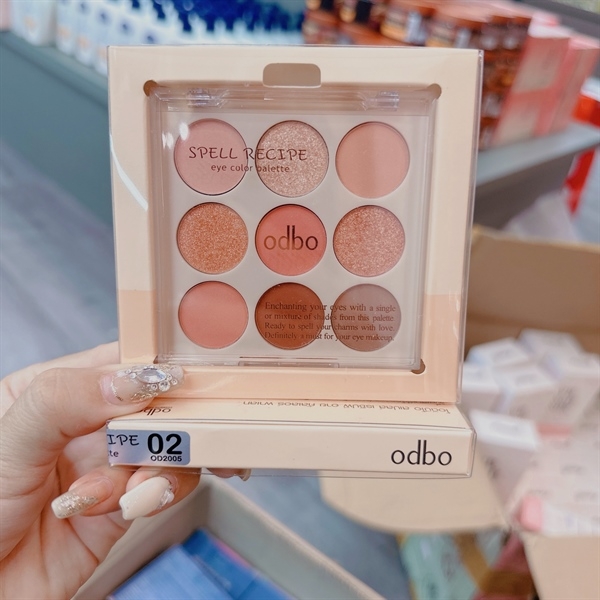 SPELL RECIPE
eye color palette
odbo
Enchanting your eyes with a single
or mixture of shades from this palette
Ready to spell your charms with love
Definitely a must for your eye makeup.
odbo
IPE 02
te OD2005
odbo